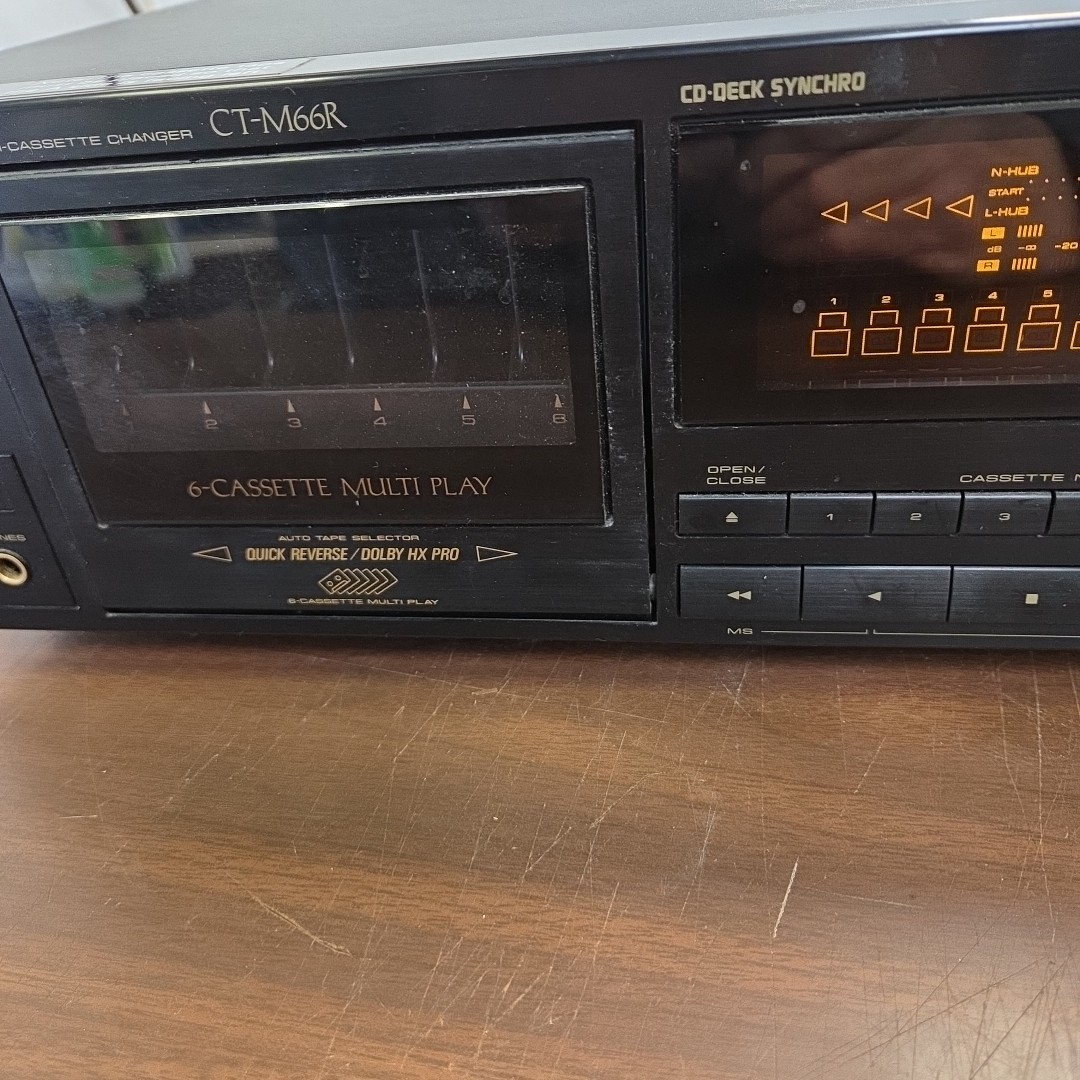 -CASSETTE CHANGER CT-M66R
CD·DECK SYNCHRO
N-HUB
START
L-HUB
L
dB -∞ -20
R
1 2 3 4 5
2 3 4 5 6
6-CASSETTE MULTI PLAY
AUTO TAPE SELECTOR
QUICK REVERSE/DOLBY HX PRO
6-CASSETTE MULTI PLAY
NES
OPEN/
CLOSE
CASSETTE N
1 2 3
MS